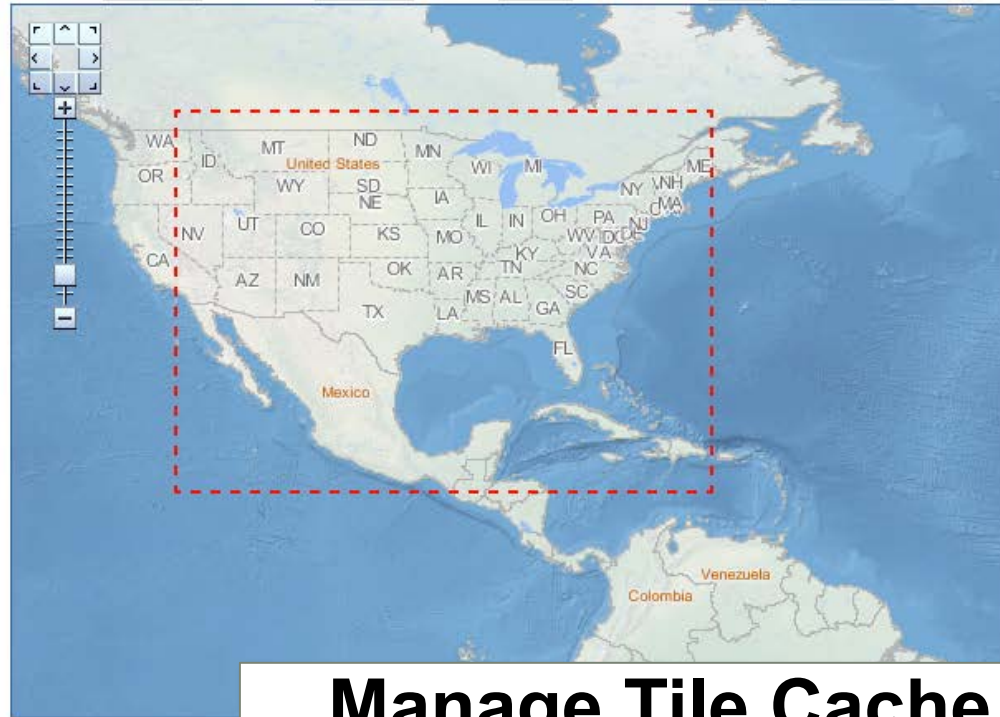 WA
MT
ND
MN
ID
United States
WI
MI
ME
OR
WY
SD
NE
IA
NY
VNH
MA
NV
UT
CO
KS
MO
IL
IN
OH
PA
NJ
WV
DC
DE
KY
VA
CA
AZ
NM
OK
AR
TN
NC
TX
LA
MS
AL
GA
SC
FL
Mexico
Venezuela
Colombia
Manage Tile Cache